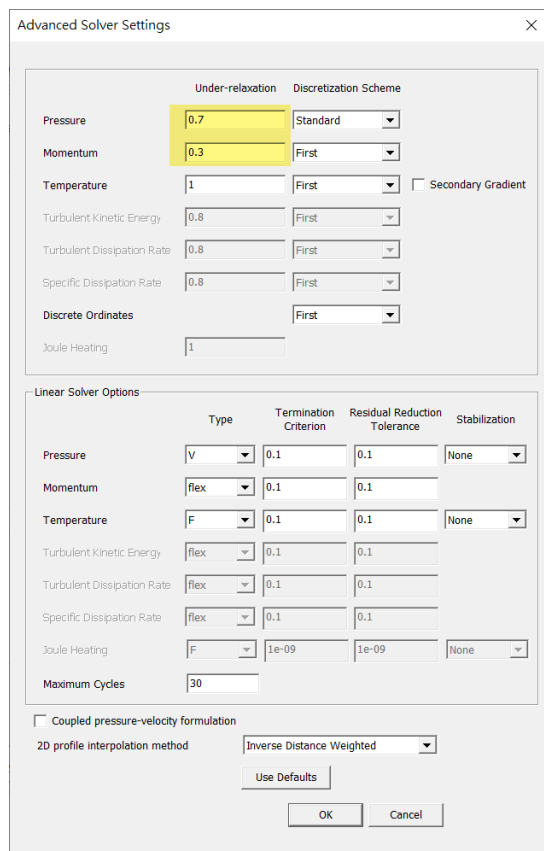 Advanced Solver Settings
Under-relaxation Discretization Scheme
Pressure 0.7 Standard
Momentum 0.3 First
Temperature 1 First Secondary Gradient
Turbulent Kinetic Energy 0.8 First
Turbulent Dissipation Rate 0.8 First
Specific Dissipation Rate 0.8 First
Discrete Ordinates First
Joule Heating 1
Linear Solver Options
Type Termination Criterion Residual Reduction Tolerance Stabilization
Pressure V 0.1 0.1 None
Momentum flex 0.1 0.1
Temperature F 0.1 0.1 None
Turbulent Kinetic Energy flex 0.1 0.1
Turbulent Dissipation Rate flex 0.1 0.1
Specific Dissipation Rate flex 0.1 0.1
Joule Heating F 1e-09 1e-09 None
Maximum Cycles 30
Coupled pressure-velocity formulation
2D profile interpolation method Inverse Distance Weighted
Use Defaults
OK Cancel